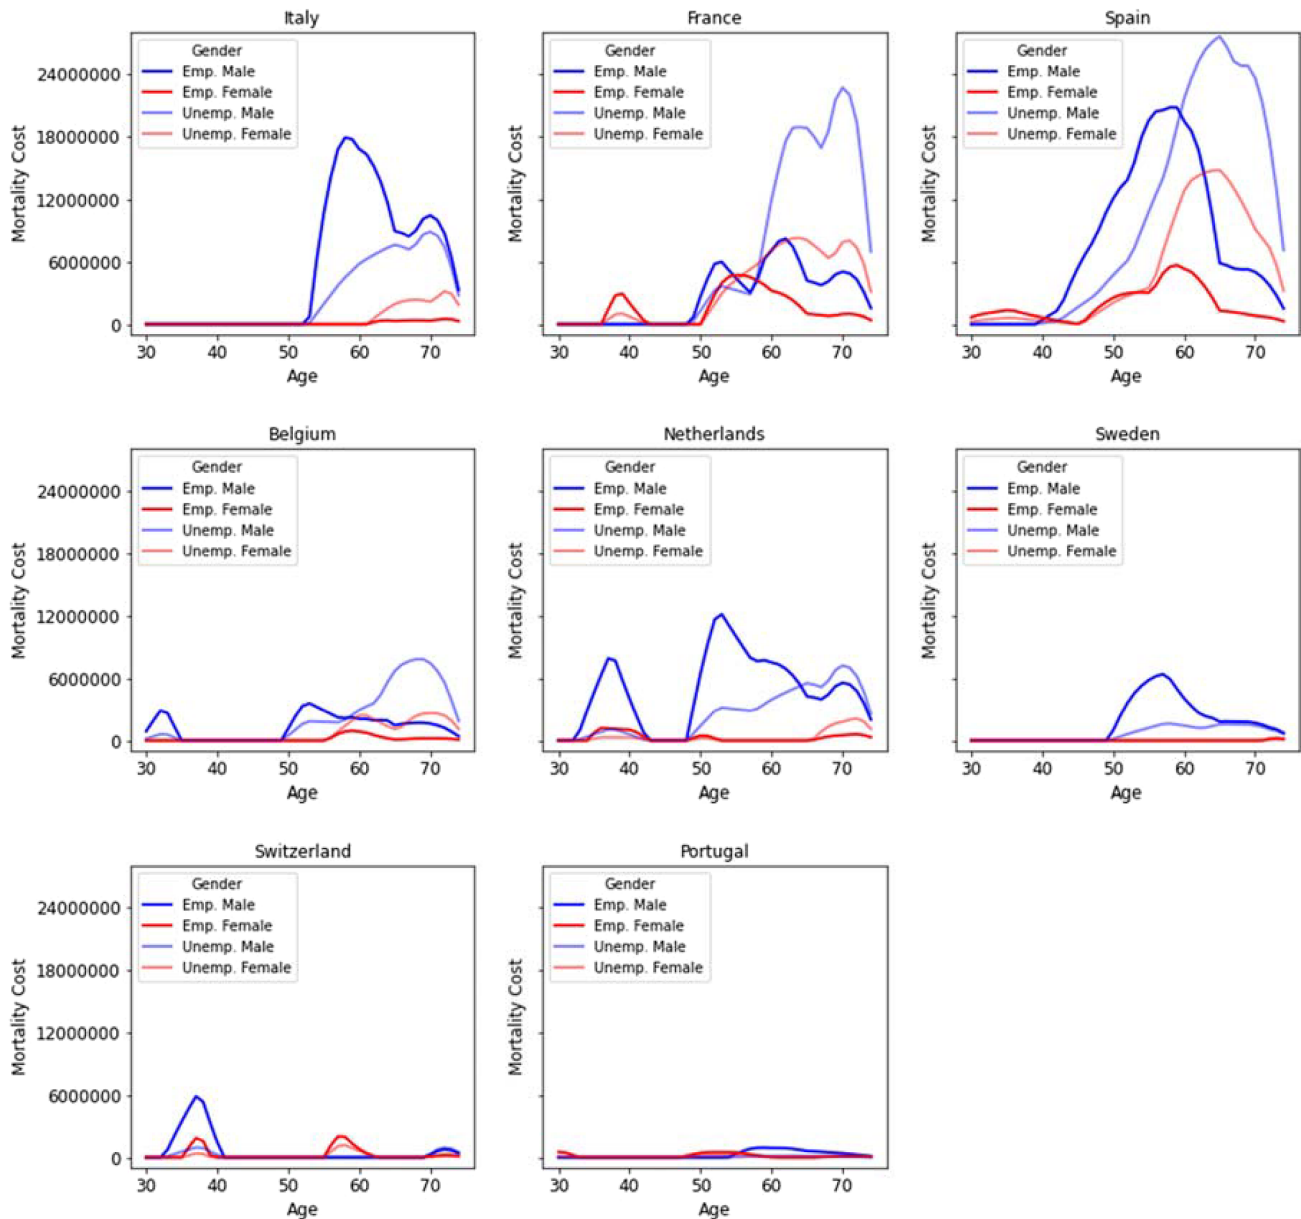 Italy
Gender
Emp. Male
Emp. Female
Unemp. Male
Unemp. Female
24000000
18000000
12000000
6000000
0
Mortality Cost
30 40 50 60 70
Age
France
Gender
Emp. Male
Emp. Female
Unemp. Male
Unemp. Female
Mortality Cost
30 40 50 60 70
Age
Spain
Gender
Emp. Male
Emp. Female
Unemp. Male
Unemp. Female
Mortality Cost
30 40 50 60 70
Age
Belgium
Gender
Emp. Male
Emp. Female
Unemp. Male
Unemp. Female
24000000
18000000
12000000
6000000
0
Mortality Cost
30 40 50 60 70
Age
Netherlands
Gender
Emp. Male
Emp. Female
Unemp. Male
Unemp. Female
Mortality Cost
30 40 50 60 70
Age
Sweden
Gender
Emp. Male
Emp. Female
Unemp. Male
Unemp. Female
Mortality Cost
30 40 50 60 70
Age
Switzerland
Gender
Emp. Male
Emp. Female
Unemp. Male
Unemp. Female
24000000
18000000
12000000
6000000
0
Mortality Cost
30 40 50 60 70
Age
Portugal
Gender
Emp. Male
Emp. Female
Unemp. Male
Unemp. Female
Mortality Cost
30 40 50 60 70
Age